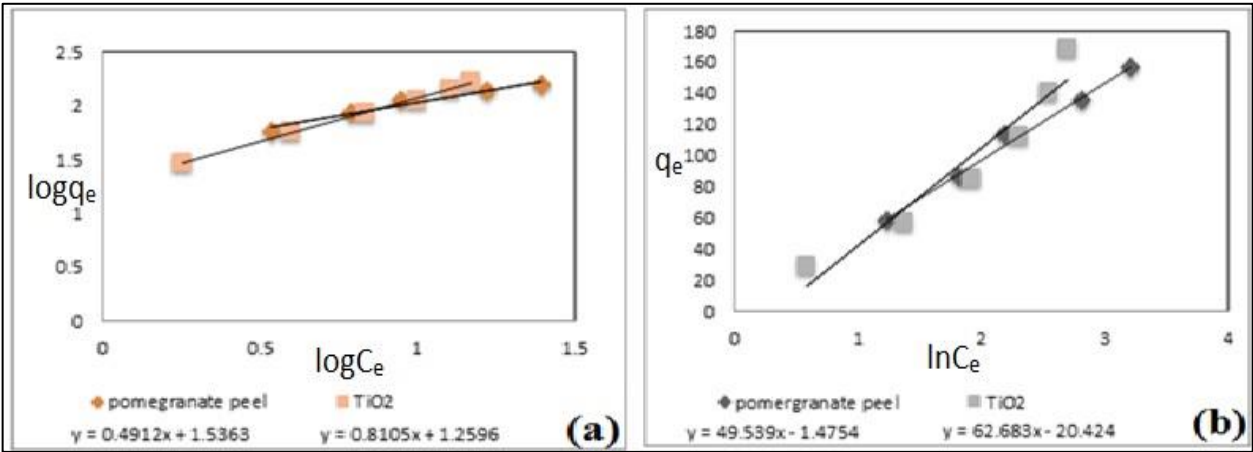 2.5
2
1.5
logqe
1
0.5
0
0 0.5 1 1.5
logCe
pomegranate peel TiO2
y = 0.4912x + 1.5363 y = 0.8105x + 1.2596
(a)
180
160
140
120
qe 100
80
60
40
20
0
0 1 2 3 4
lnCe
pomergranate peel TiO2
y = 49.539x - 1.4754 y = 62.683x - 20.424
(b)